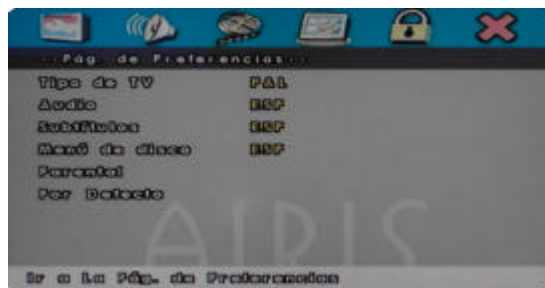 -- Pág. de Preferencias --
Tipo de TV PAL
Audio ESP
Subtítulos ESP
Menú de disco ESP
Parental
Por Defecto
AIRIS
Ir a La Pág. de Preferencias